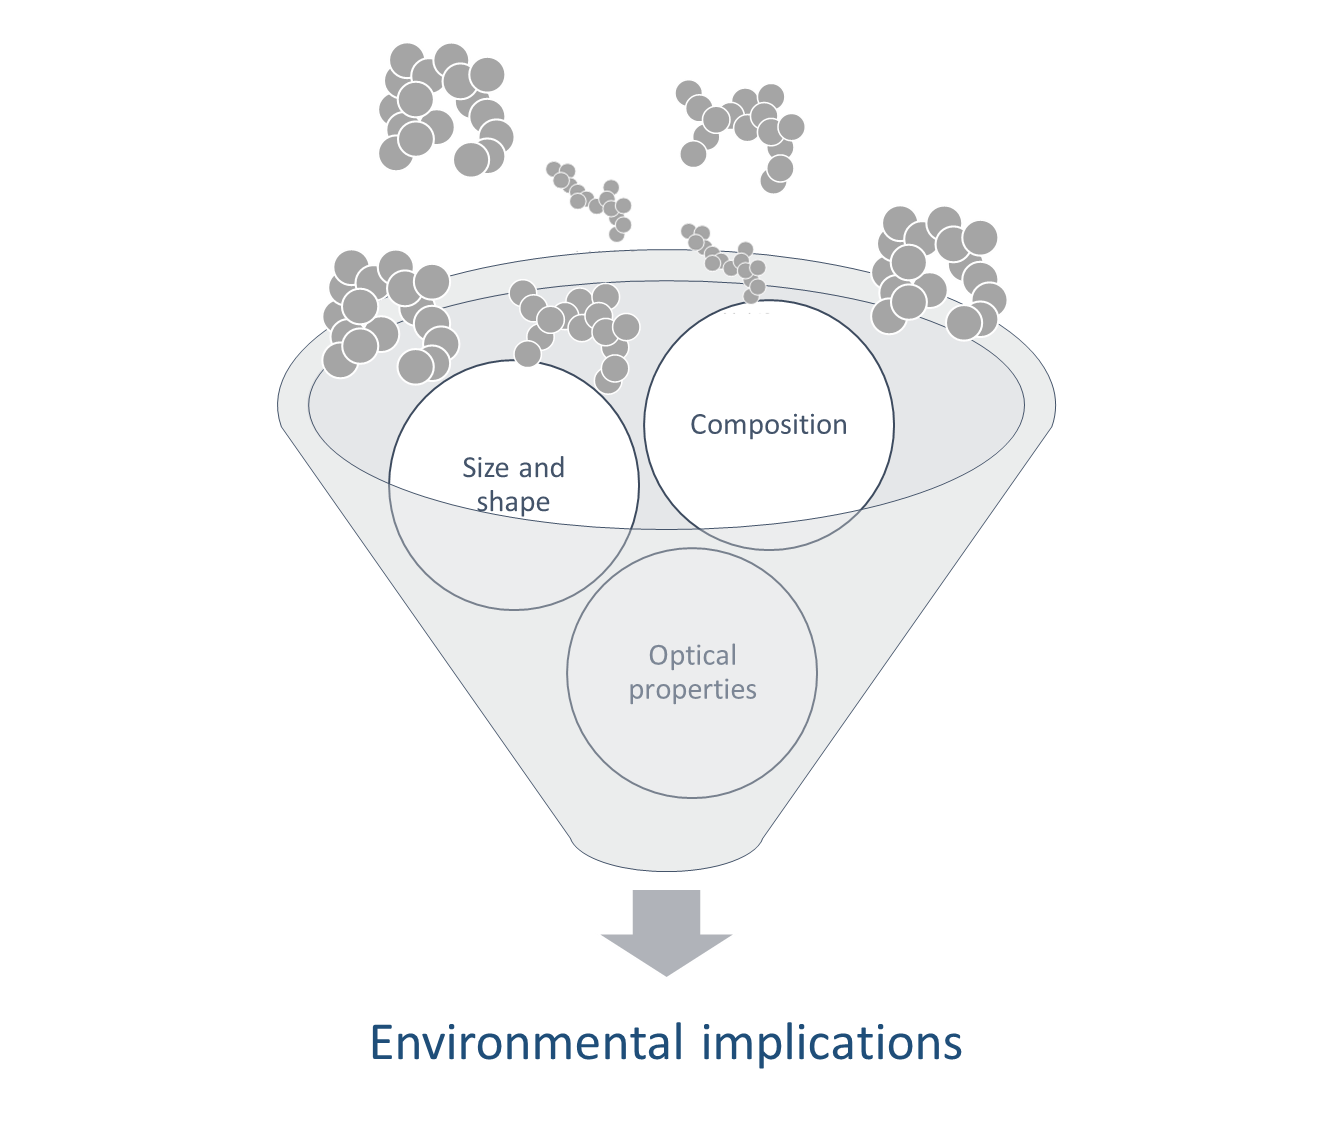 Composition
Size and
shape
Optical
properties
Environmental implications